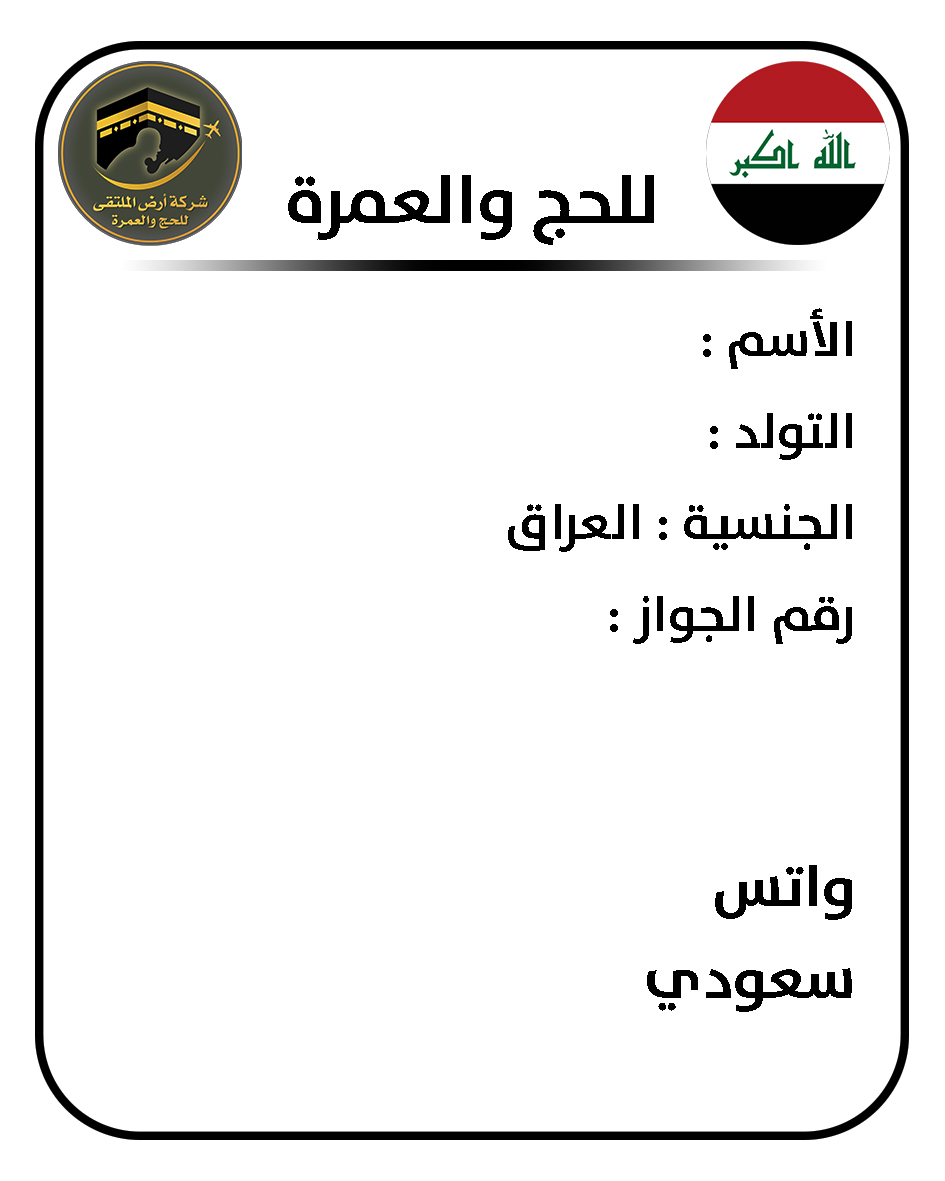 الله اكبر
شركة أرض الملتقى
للحج والعمرة
للحج والعمرة
الأسم :
التولد :
الجنسية : العراق
رقم الجواز :
واتس
سعودي